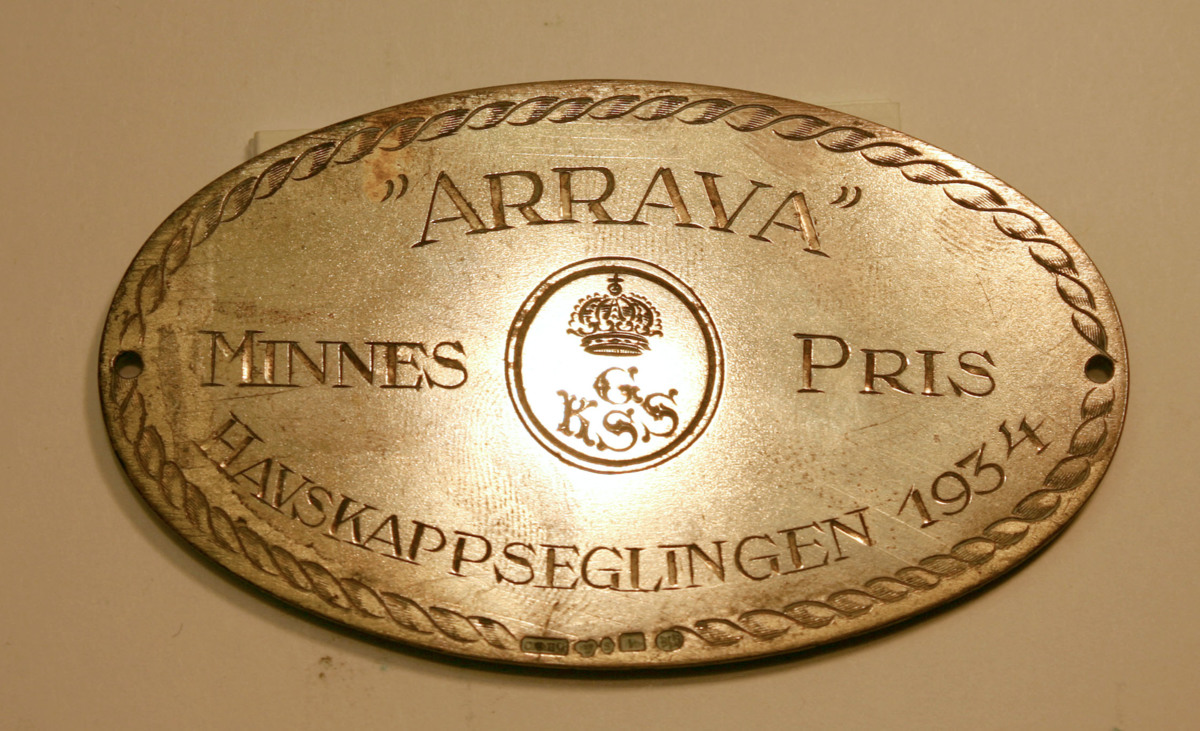 "ARRAVA"
MINNES PRIS
G
KSS
HAVSKAPPSEGLINGEN 1934